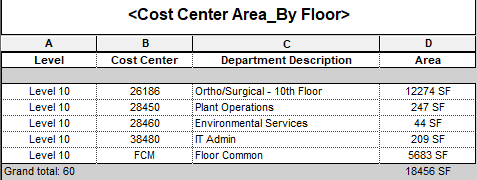 <Cost Center Area_By Floor>
A B C D
Level Cost Center Department Description Area
Level 10 26186 Ortho/Surgical - 10th Floor 12274 SF
Level 10 28450 Plant Operations 247 SF
Level 10 28460 Environmental Services 44 SF
Level 10 38480 IT Admin 209 SF
Level 10 FCM Floor Common 5683 SF
Grand total: 60 18456 SF